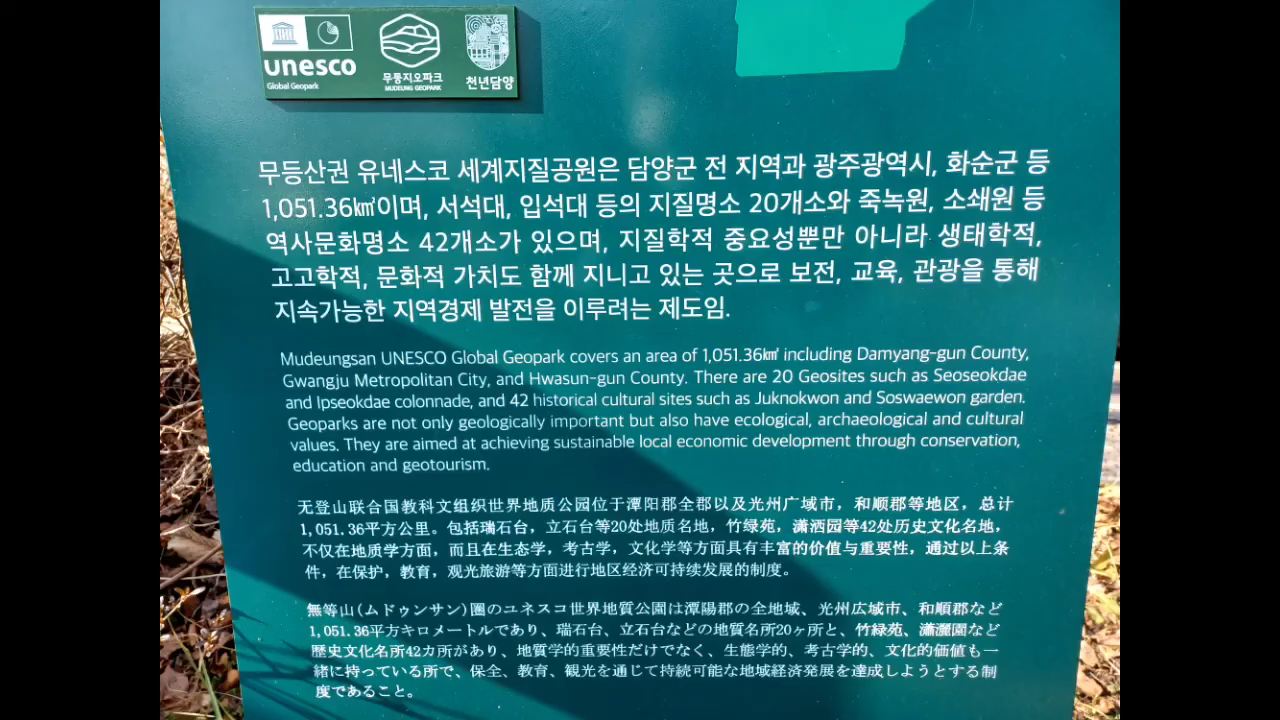 unesco
Global Geopark
무등지오파크
MUDEUNG GEOPARK
천년담양
무등산권 유네스코 세계지질공원은 담양군 전 지역과 광주광역시, 화순군 등
1,051.36㎢이며, 서석대, 입석대 등의 지질명소 20개소와 죽녹원, 소쇄원 등
역사문화명소 42개소가 있으며, 지질학적 중요성뿐만 아니라 생태학적,
고고학적, 문화적 가치도 함께 지니고 있는 곳으로 보전, 교육, 관광을 통해
지속가능한 지역경제 발전을 이루려는 제도임.
Mudeungsan UNESCO Global Geopark covers an area of 1,051.36㎢ including Damyang-gun County,
Gwangju Metropolitan City, and Hwasun-gun County. There are 20 Geosites such as Seoseokdae
and Ipseokdae colonnade, and 42 historical cultural sites such as Juknokwon and Soswaewon garden.
Geoparks are not only geologically important but also have ecological, archaeological and cultural
values. They are aimed at achieving sustainable local economic development through conservation,
education and geotourism.
无登山联合国教科文组织世界地质公园位于潭阳郡全郡以及光州广域市，和顺郡等地区，总计
1,051.36平方公里。包括瑞石台，立石台等20处地质名地，竹绿苑，潇洒园等42处历史文化名地，
不仅在地质学方面，而且在生态学，考古学，文化学等方面具有丰富的价值与重要性，通过以上条
件，在保护，教育，观光旅游等方面进行地区经济可持续发展的制度。
無等山(ムドゥンサン)圏のユネスコ世界地質公園は潭陽郡の全地域、光州広域市、和順郡など
1,051.36平方キロメートルであり、瑞石台、立石台などの地質名所20ヶ所と、竹緑苑、瀟灑園など
歴史文化名所42カ所があり、地質学的重要性だけでなく、生態学的、考古学的、文化的価値も一
緒に持っている所で、保全、教育、観光を通じて持続可能な地域経済発展を達成しようとする制
度であること。